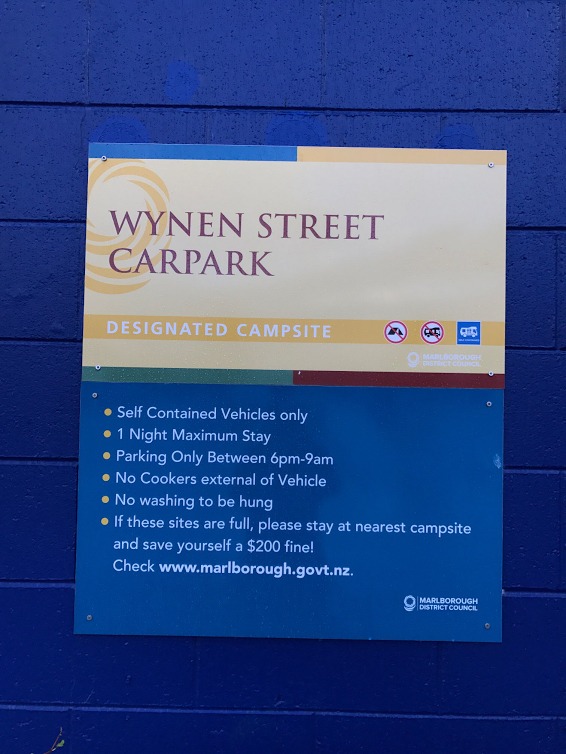 WYNEN STREET
CARPARK
DESIGNATED CAMPSITE
MARLBOROUGH
DISTRICT COUNCIL
Self Contained Vehicles only
1 Night Maximum Stay
Parking Only Between 6pm-9am
No Cookers external of Vehicle
No washing to be hung
If these sites are full, please stay at nearest campsite
and save yourself a $200 fine!
Check www.marlborough.govt.nz.
MARLBOROUGH
DISTRICT COUNCIL